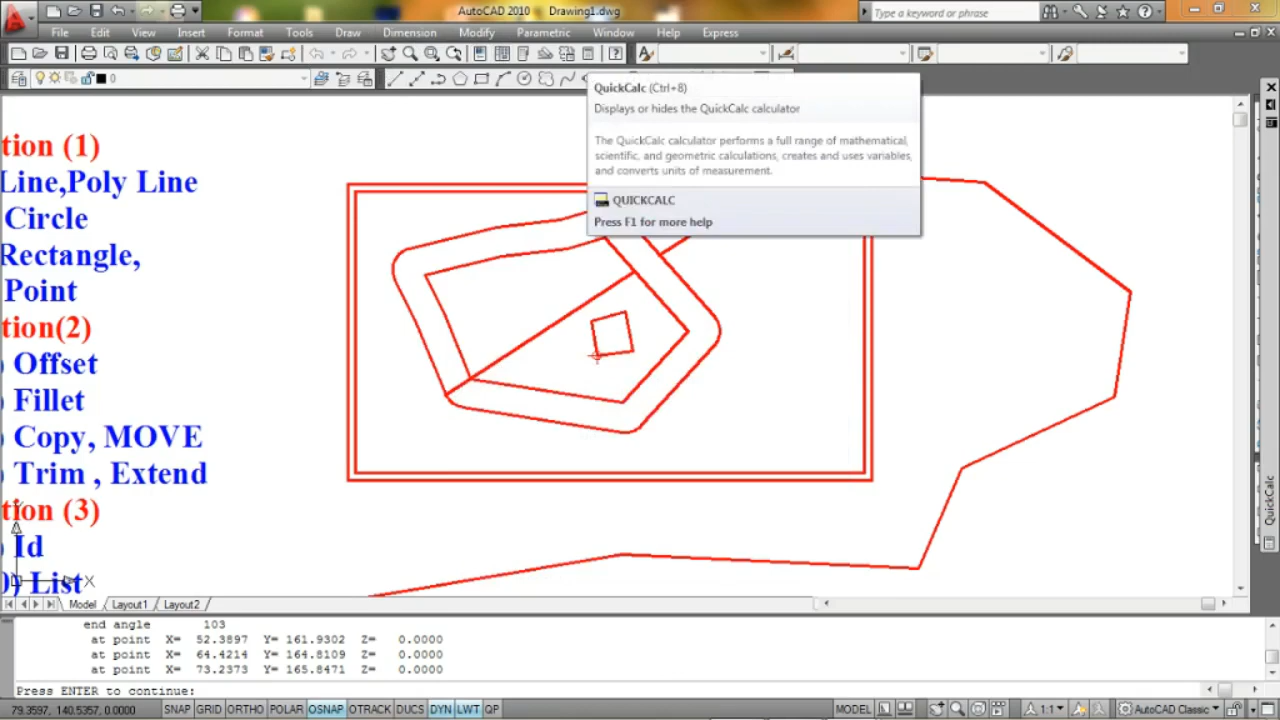 AutoCAD 2010 Drawing1.dwg
Type a keyword or phrase
File Edit View Insert Format Tools Draw Dimension Modify Parametric Window Help Express
0
QuickCalc (Ctrl+8)
Displays or hides the QuickCalc calculator
The QuickCalc calculator performs a full range of mathematical,
scientific, and geometric calculations, creates and uses variables,
and converts units of measurement.
QUICKCALC
Press F1 for more help
tion (1)
Line,Poly Line
Circle
Rectangle,
Point
tion(2)
) Offset
) Fillet
) Copy, MOVE
) Trim , Extend
tion (3)
) Id
0) List
X
QuickCalc
Model Layout1 Layout2
end angle 103
at point X= 52.3897 Y= 161.9302 Z= 0.0000
at point X= 64.4214 Y= 164.8109 Z= 0.0000
at point X= 73.2373 Y= 165.8471 Z= 0.0000
Press ENTER to continue:
79.3597, 140.5357, 0.0000 SNAP GRID ORTHO POLAR OSNAP OTRACK DUCS DYN LWT QP MODEL 1:1 AutoCAD Classic